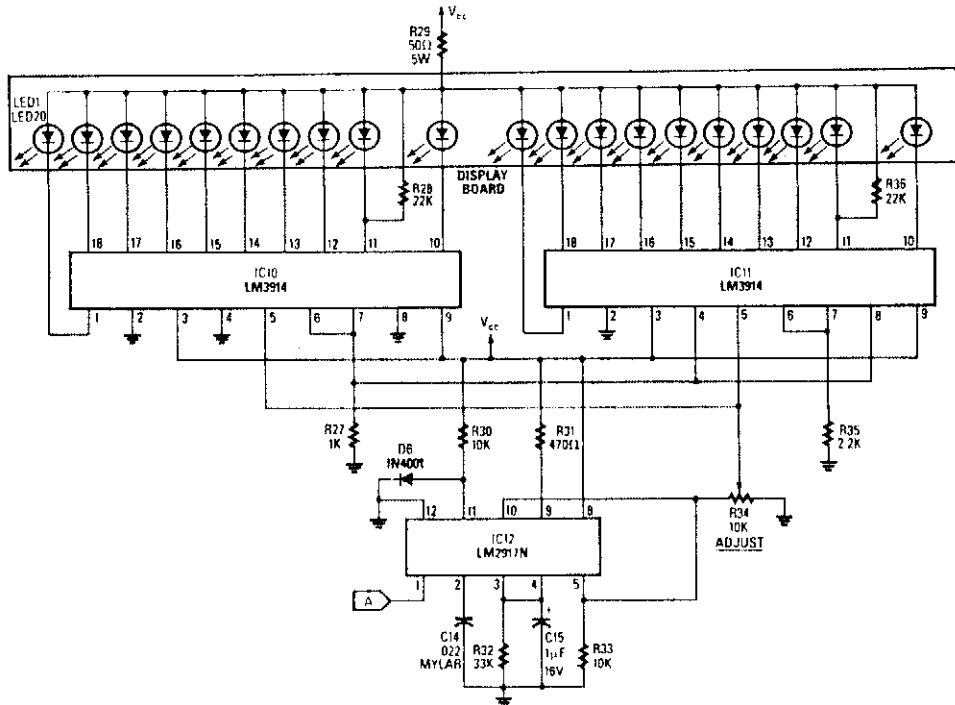 Vcc
R29
50Ω
5W
LED1
LED20
DISPLAY
BOARD
R28
22K
R36
22K
18 17 16 15 14 13 12 11 10
IC10
LM3914
1 2 3 4 5 6 7 8 9
18 17 16 15 14 13 12 11 10
IC11
LM3914
1 2 3 4 5 6 7 8 9
Vcc
R27
1K
R30
10K
R31
470Ω
R35
2.2K
D6
1N4001
12 11 10 9 8
IC12
LM2917N
1 2 3 4 5
R34
10K
ADJUST
A
C14
022
MYLAR
R32
33K
+
C15
1µF
16V
R33
10K